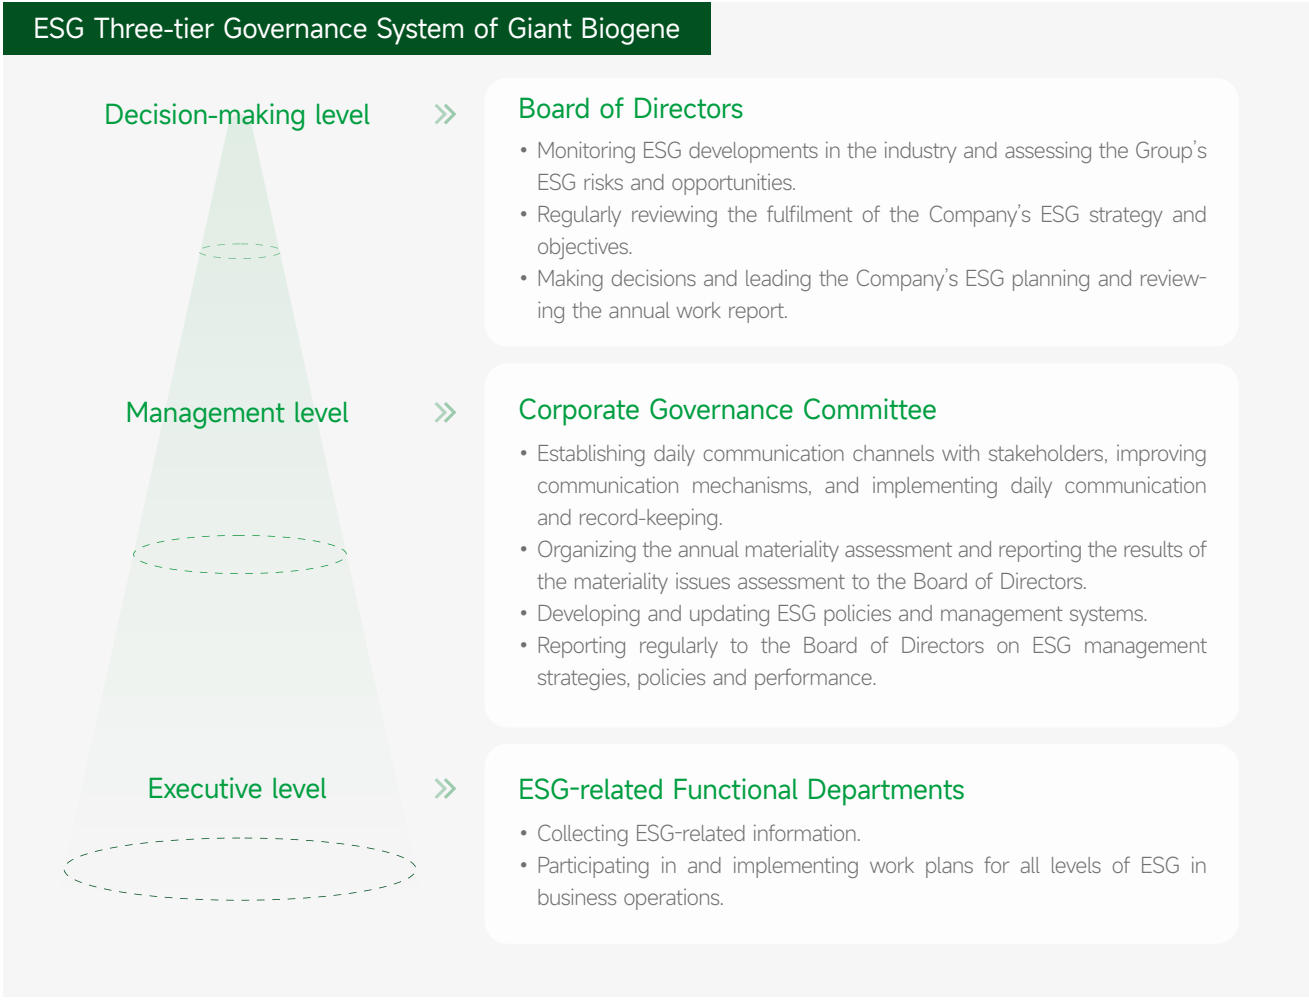 ESG Three-tier Governance System of Giant Biogene
Decision-making level
Board of Directors
• Monitoring ESG developments in the industry and assessing the Group's
ESG risks and opportunities.
• Regularly reviewing the fulfilment of the Company's ESG strategy and
objectives.
• Making decisions and leading the Company's ESG planning and review-
ing the annual work report.
Management level
Corporate Governance Committee
• Establishing daily communication channels with stakeholders, improving
communication mechanisms, and implementing daily communication
and record-keeping.
• Organizing the annual materiality assessment and reporting the results of
the materiality issues assessment to the Board of Directors.
• Developing and updating ESG policies and management systems.
• Reporting regularly to the Board of Directors on ESG management
strategies, policies and performance.
Executive level
ESG-related Functional Departments
• Collecting ESG-related information.
• Participating in and implementing work plans for all levels of ESG in
business operations.